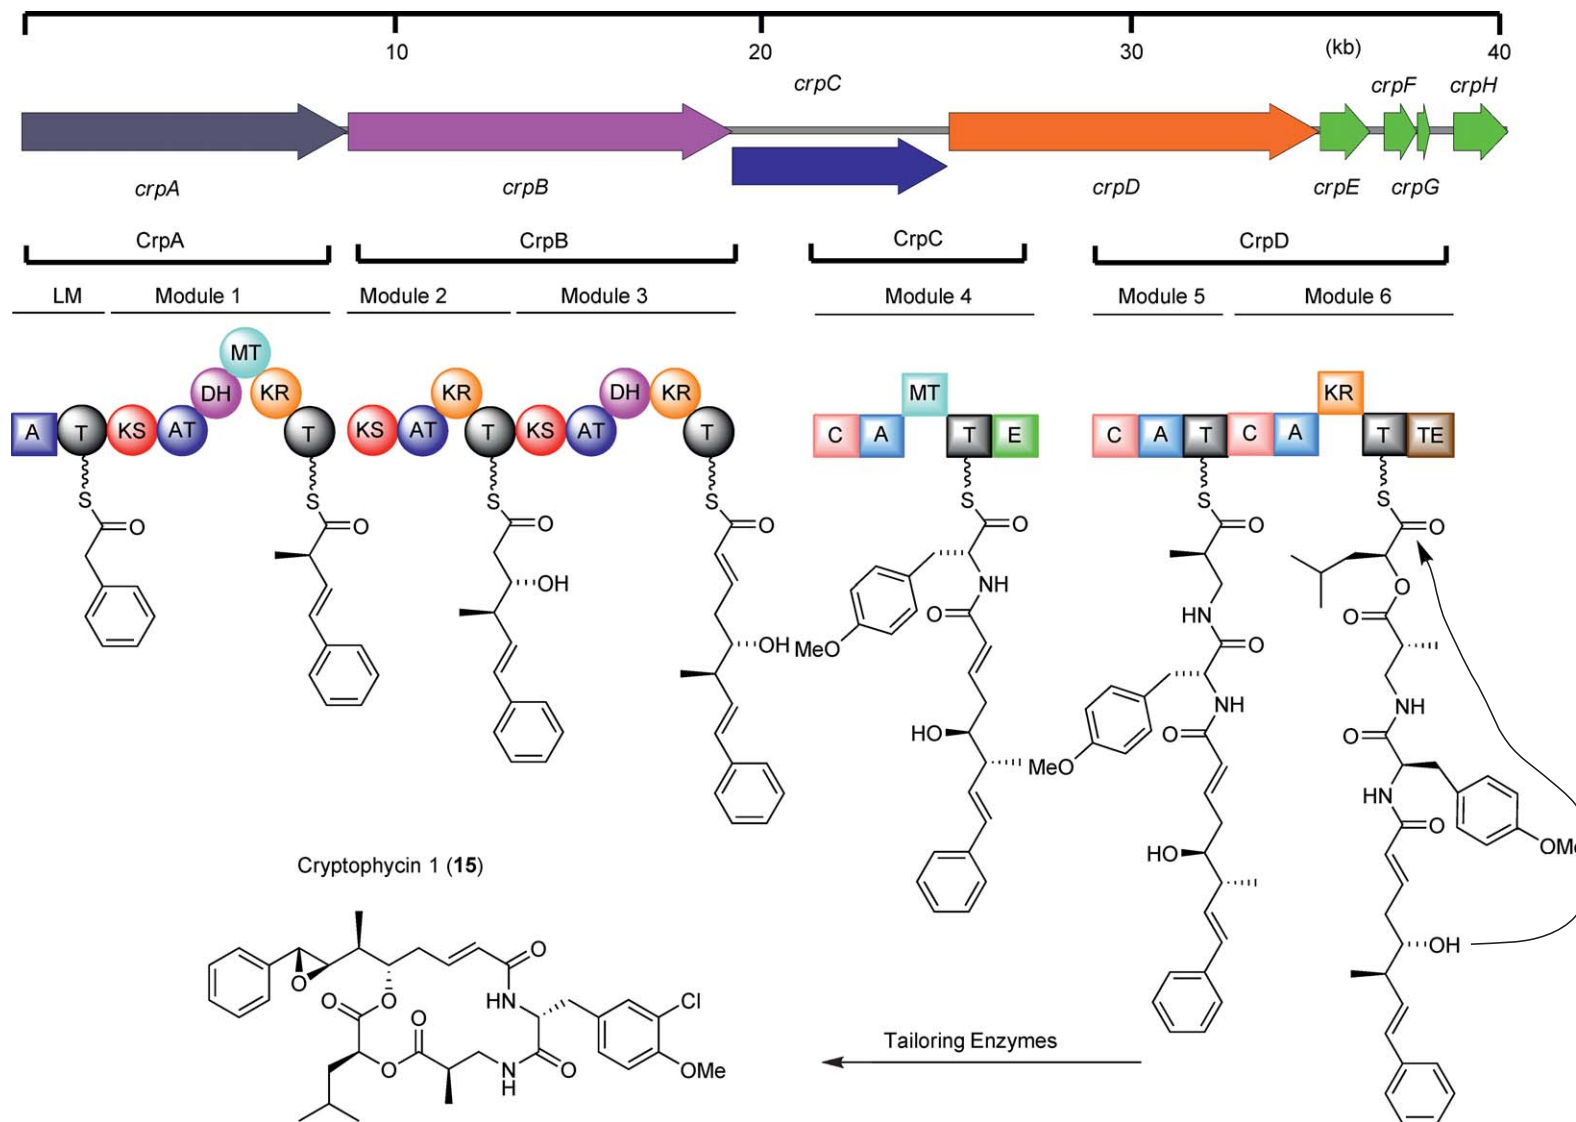 10 20 30 (kb) 40
crpC crpF crpH
crpA crpB crpD crpE crpG
CrpA CrpB CrpC CrpD
LM Module 1 Module 2 Module 3 Module 4 Module 5 Module 6
MT
DH KR KR DH KR MT KR
A T KS AT T KS AT T KS AT T C A T E C A T C A T TE
S S S S S S S
O O O O O O O
OH NH O
O HN O
OH MeO O
MeO NH NH
HO O O
HN
MeO O
OMe
HO
Cryptophycin 1 (15)
OH
O
O O HN Cl
O O
O N O OMe
H
Tailoring Enzymes